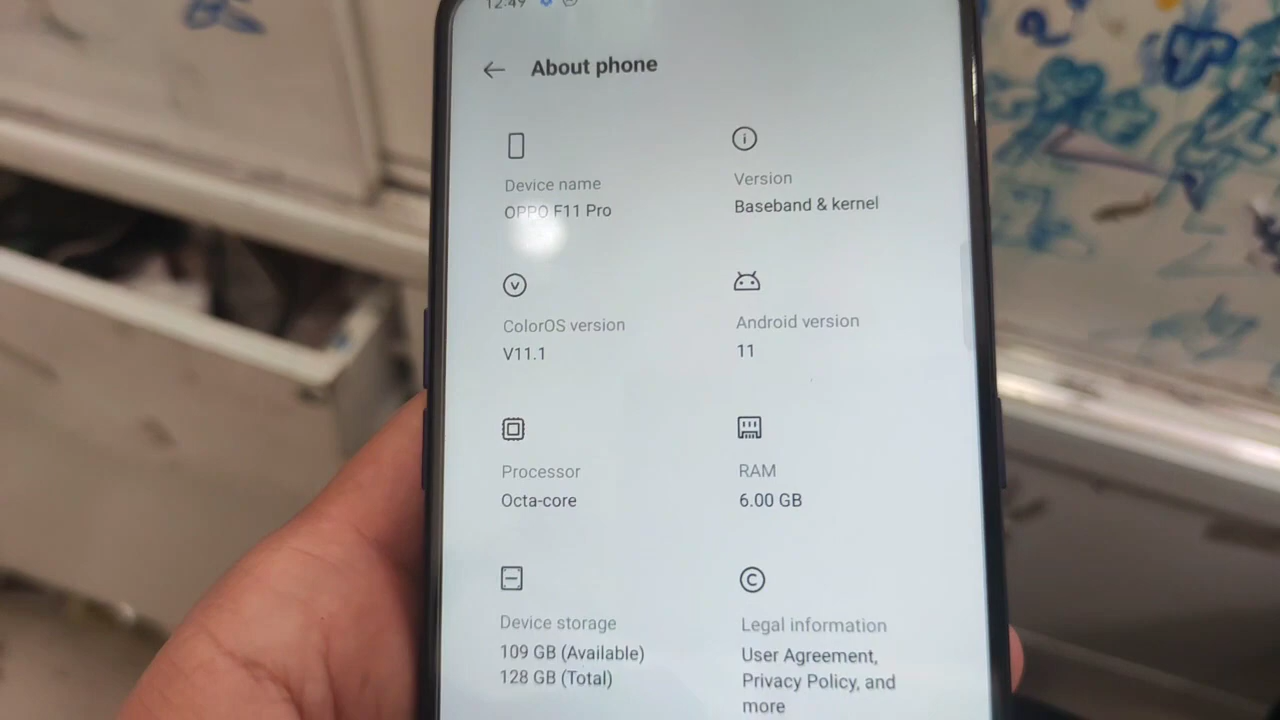 12:49
About phone
Device name
OPPO F11 Pro
Version
Baseband & kernel
ColorOS version
V11.1
Android version
11
Processor
Octa-core
RAM
6.00 GB
Device storage
109 GB (Available)
128 GB (Total)
Legal information
User Agreement,
Privacy Policy, and
more